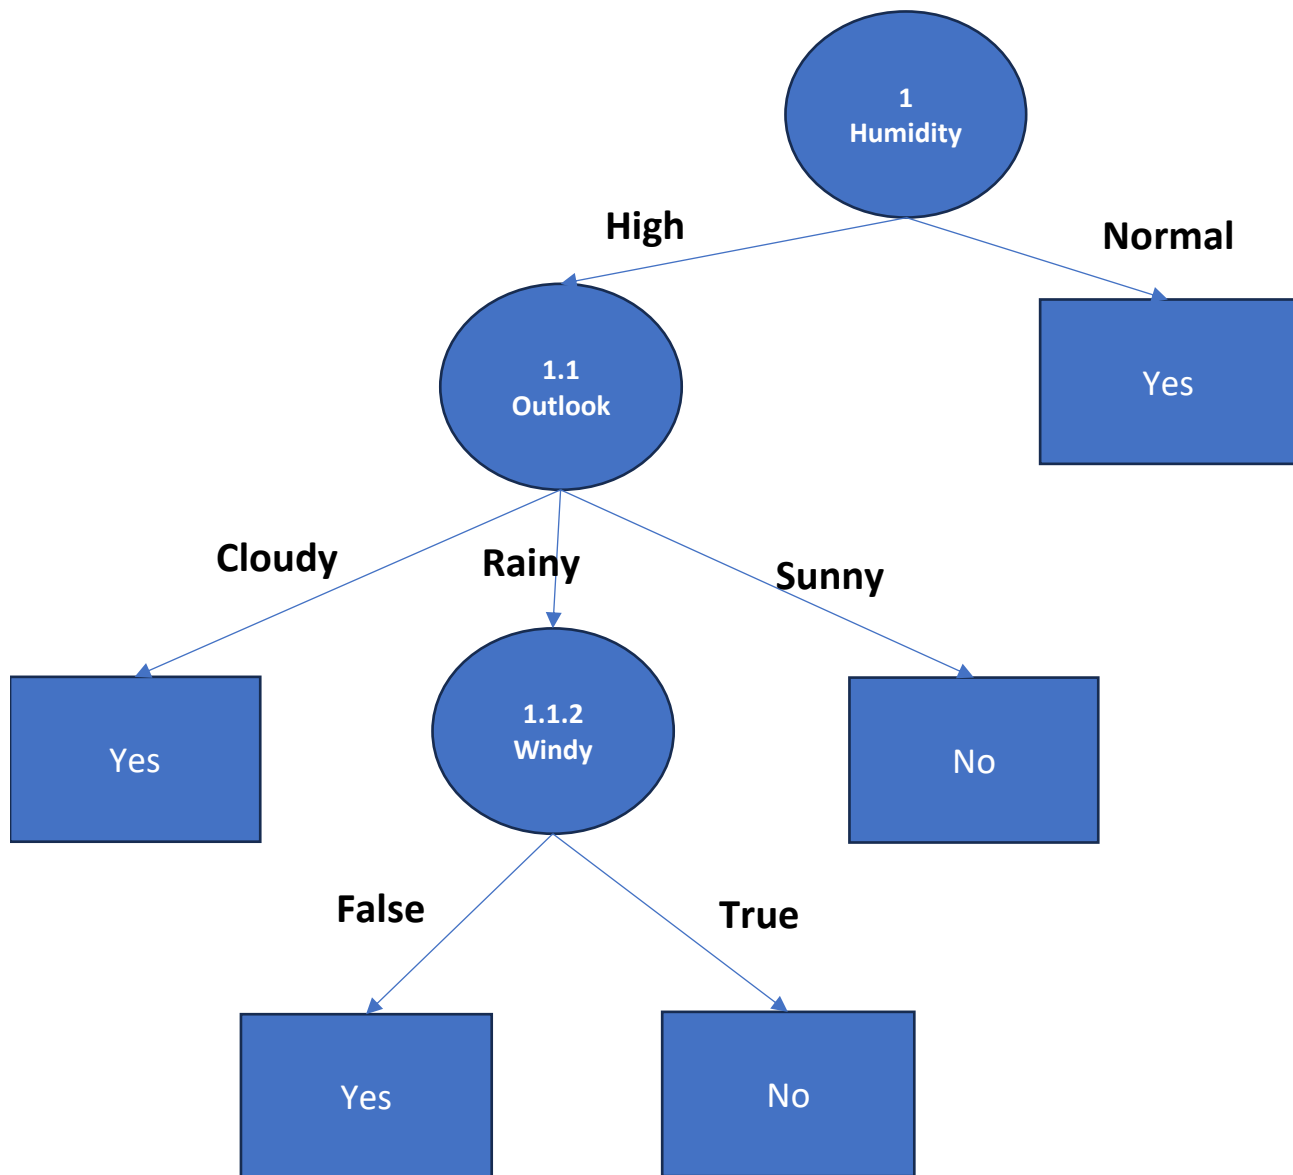 1
Humidity
High
Normal
1.1
Outlook
Yes
Cloudy
Rainy
Sunny
Yes
1.1.2
Windy
No
False
True
Yes
No